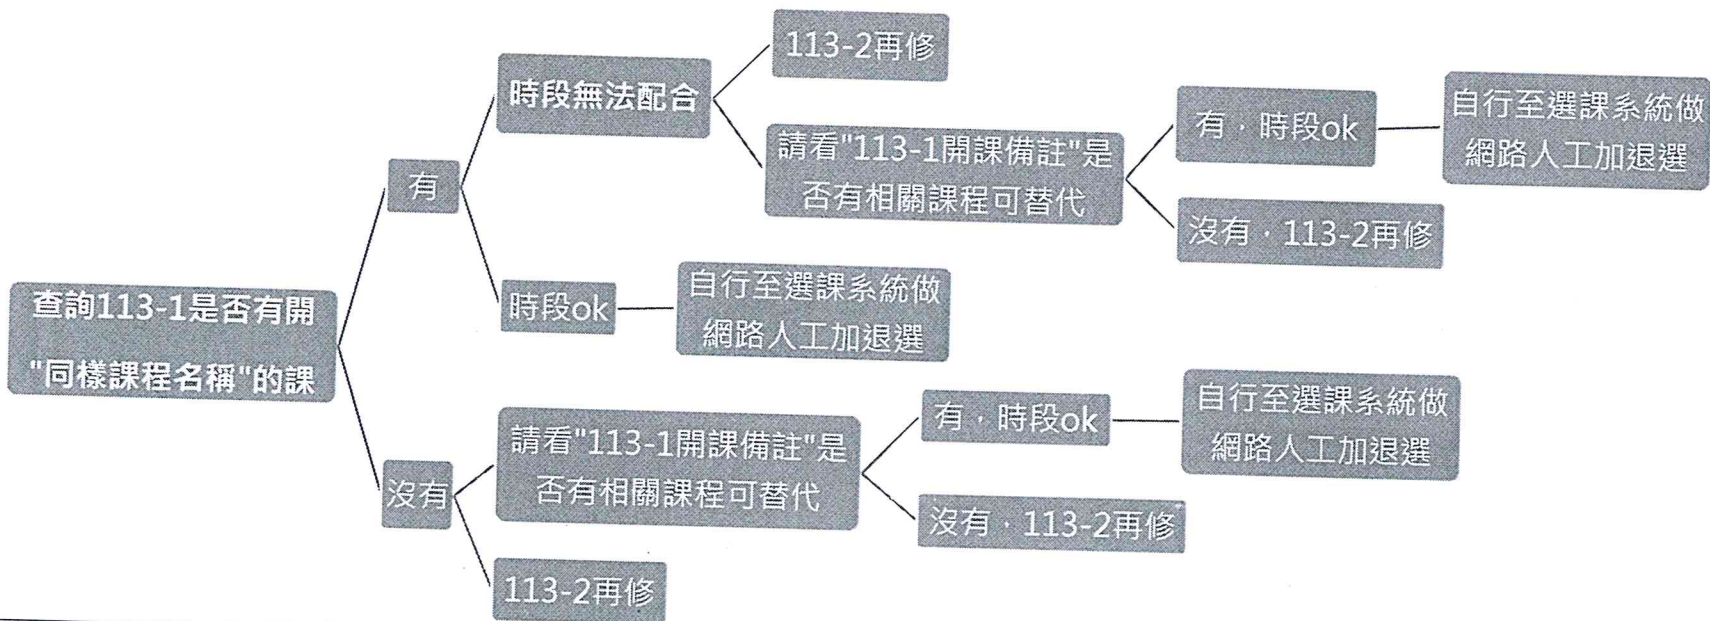 查詢113-1是否有開
"同樣課程名稱"的課
有
時段無法配合
113-2再修
請看"113-1開課備註"是
否有相關課程可替代
有，時段ok
自行至選課系統做
網路人工加退選
沒有，113-2再修
時段ok
自行至選課系統做
網路人工加退選
沒有
請看"113-1開課備註"是
否有相關課程可替代
有，時段ok
自行至選課系統做
網路人工加退選
沒有，113-2再修
113-2再修